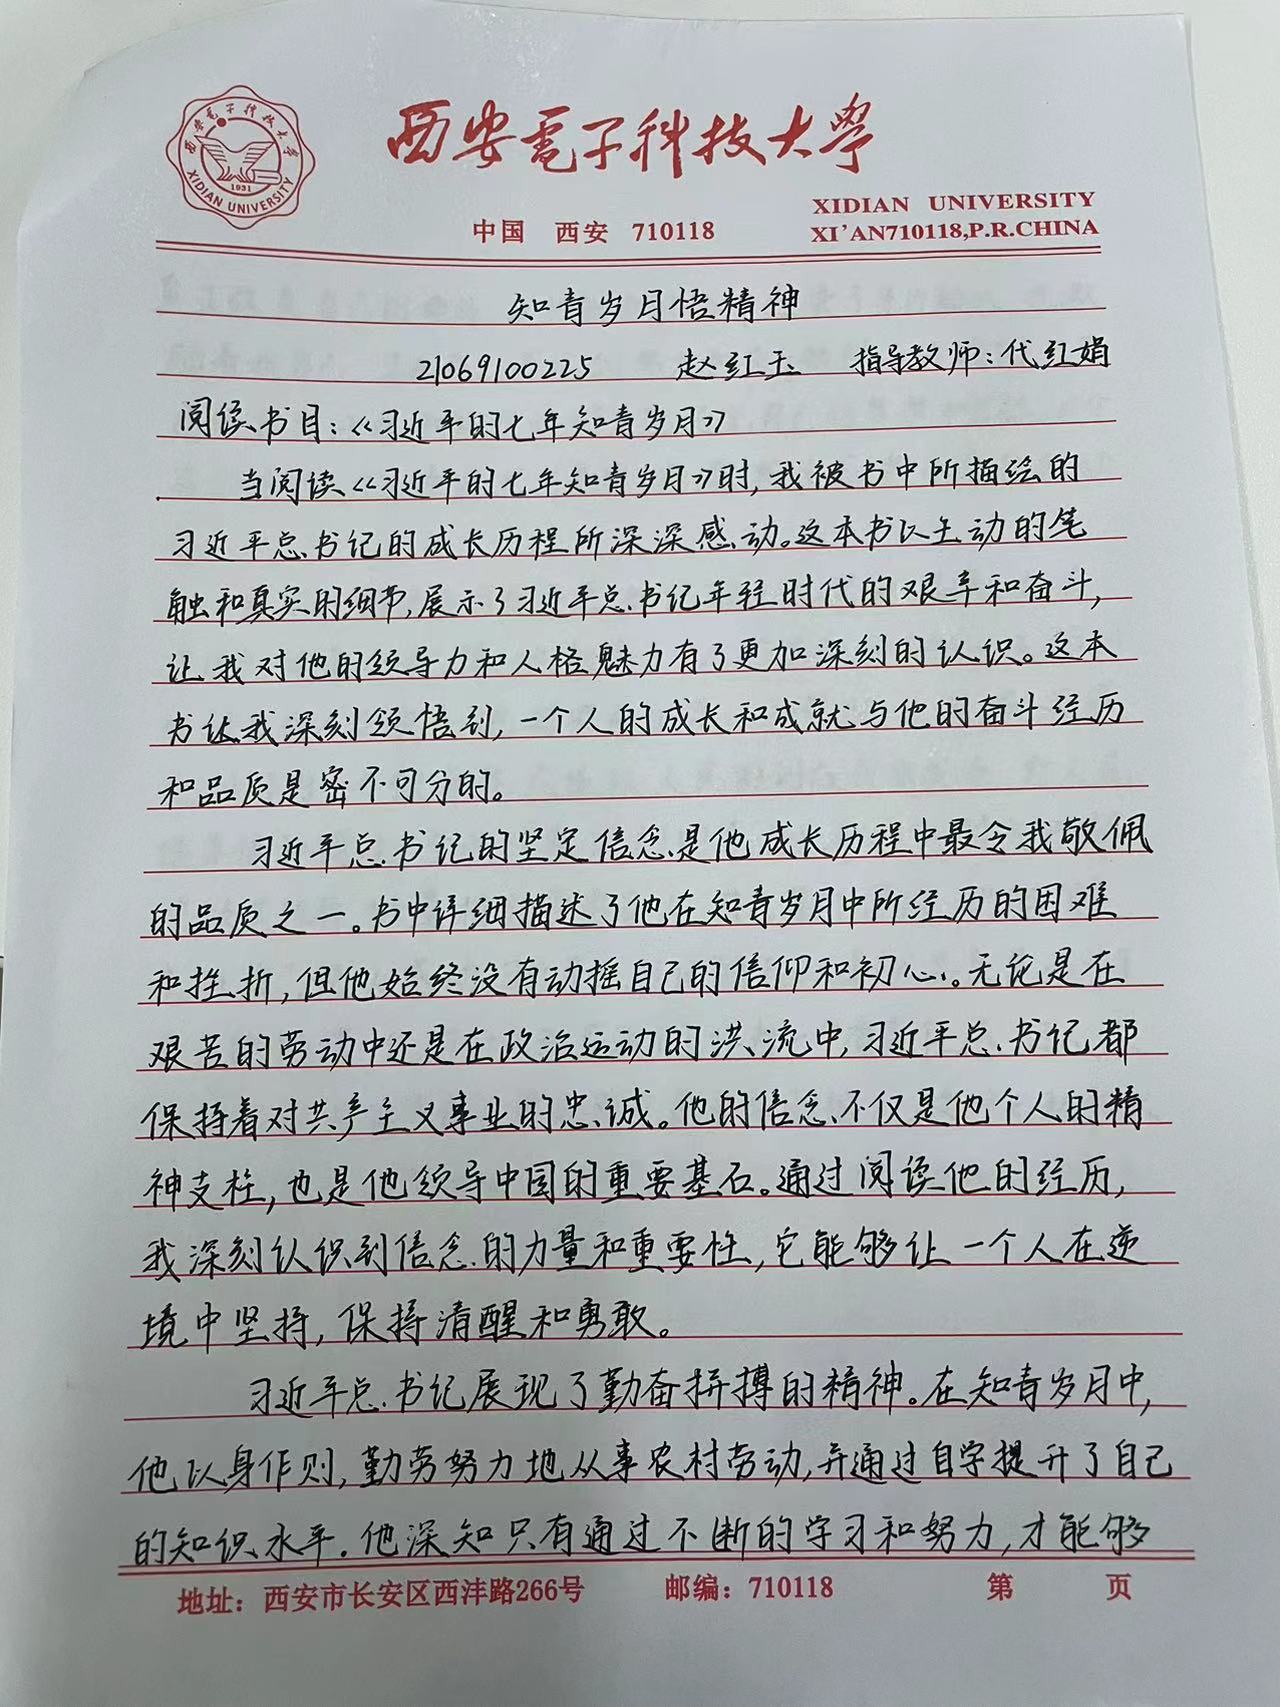 西安電子科技大學
XIDIAN UNIVERSITY
1931
西安電子科技大學
中国 西安 710118
XIDIAN UNIVERSITY
XI'AN710118,P.R.CHINA
知青岁月悟精神
21069100225 赵红玉 指导教师：代红娟
阅读书目：《习近平的七年知青岁月》
当阅读《习近平的七年知青岁月》时，我被书中所描绘的
习近平总书记的成长历程所深深感动。这本书以生动的笔
触和真实的细节，展示了习近平总书记年轻时代的艰辛和奋斗，
让我对他的领导力和人格魅力有了更加深刻的认识。这本
书让我深刻领悟到，一个人的成长和成就与他的奋斗经历
和品质是密不可分的。
习近平总书记的坚定信念是他成长历程中最令我敬佩
的品质之一。书中详细描述了他在知青岁月中所经历的困难
和挫折，但他始终没有动摇自己的信仰和初心。无论是在
艰苦的劳动中还是在政治运动的洪流中，习近平总书记都
保持着对共产主义事业的忠诚。他的信念不仅是他个人的精
神支柱，也是他领导中国的重要基石。通过阅读他的经历，
我深刻认识到信念的力量和重要性，它能够让一个人在逆
境中坚持，保持清醒和勇敢。
习近平总书记展现了勤奋拼搏的精神。在知青岁月中，
他以身作则，勤劳努力地从事农村劳动，并通过自学提升了自己
的知识水平。他深知只有通过不断的学习和努力，才能够
地址：西安市长安区西沣路266号 邮编：710118 第 页